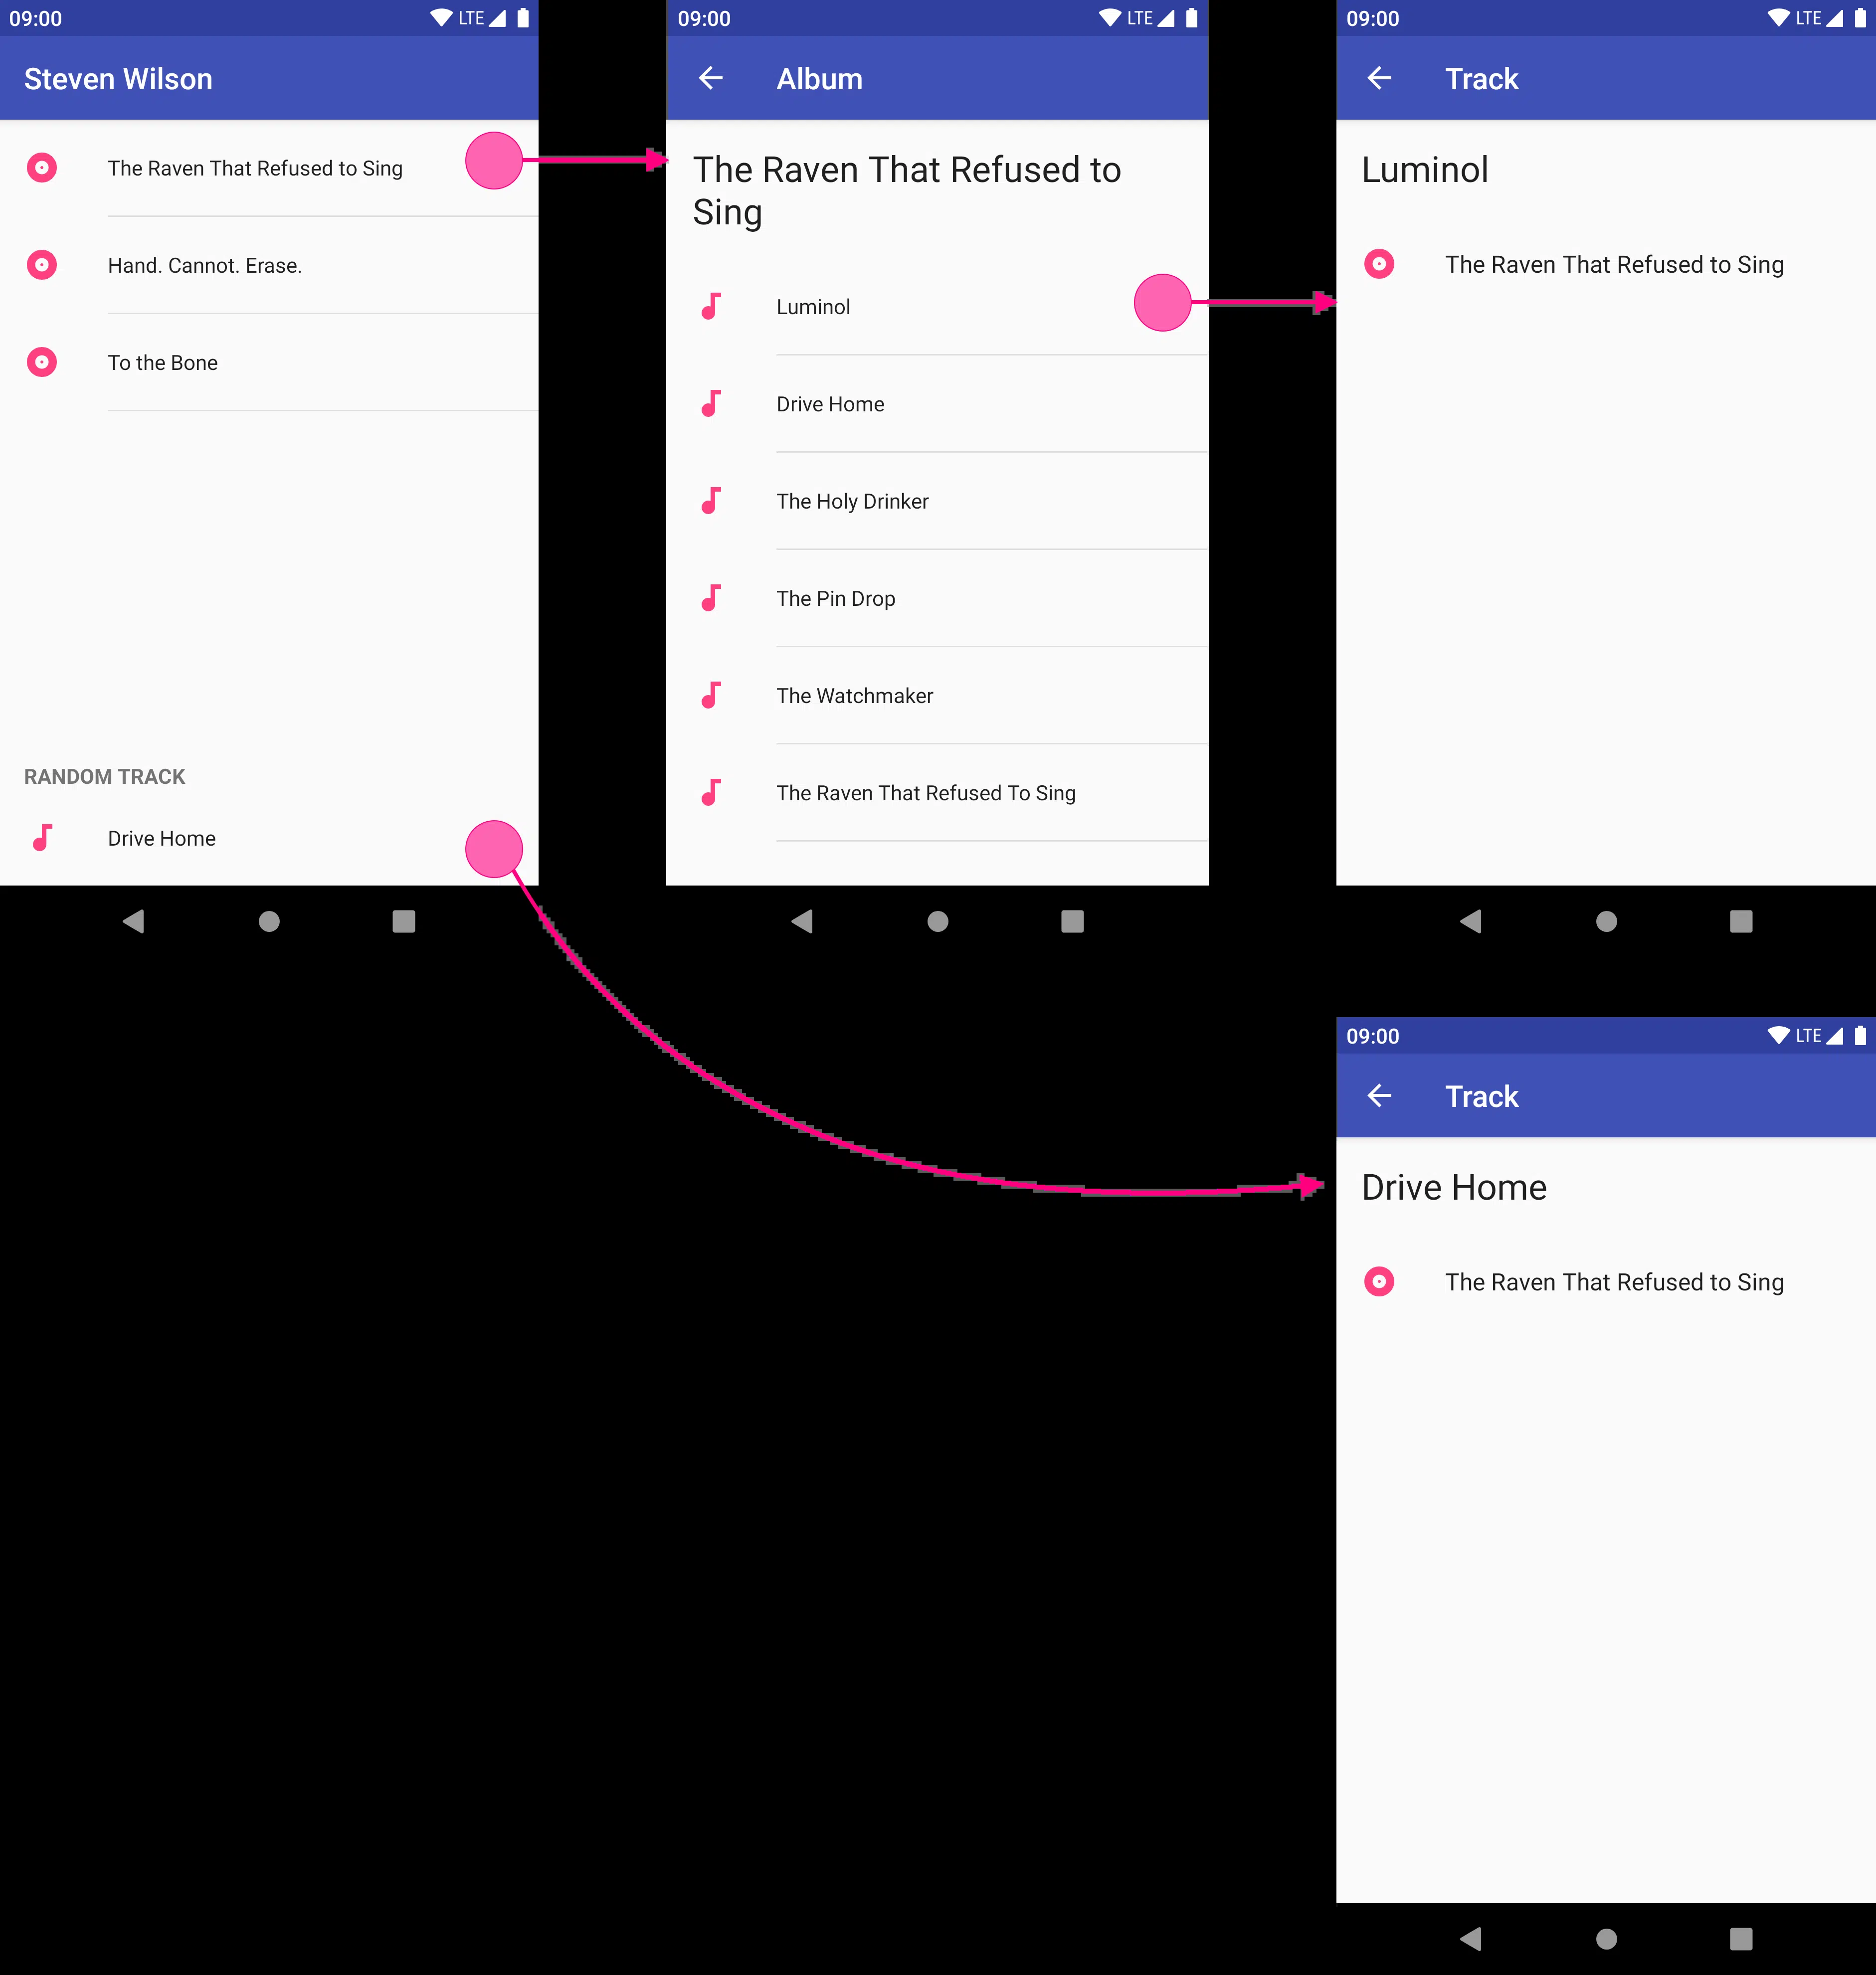 09:00 LTE
Steven Wilson
The Raven That Refused to Sing
Hand. Cannot. Erase.
To the Bone
RANDOM TRACK
Drive Home
09:00 LTE
Album
The Raven That Refused to
Sing
Luminol
Drive Home
The Holy Drinker
The Pin Drop
The Watchmaker
The Raven That Refused To Sing
09:00 LTE
Track
Luminol
The Raven That Refused to Sing
09:00 LTE
Track
Drive Home
The Raven That Refused to Sing